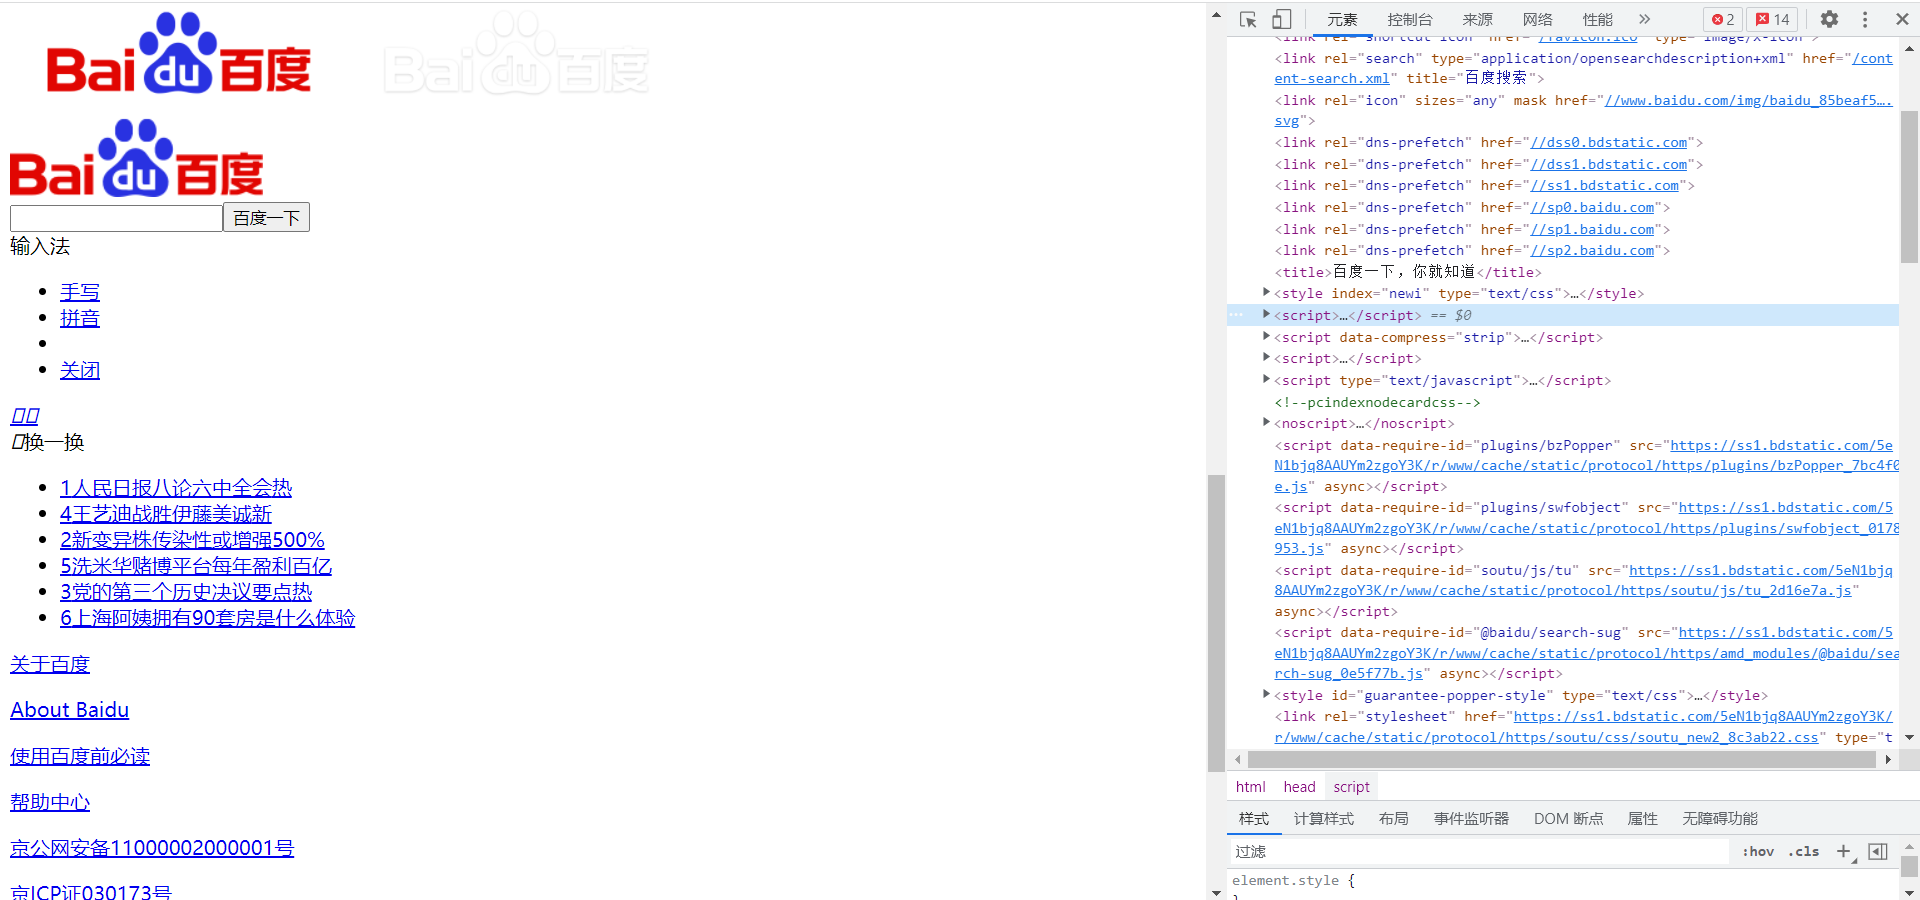 Bai du 百度
Bai du 百度
Bai du 百度
百度一下
输入法
手写
拼音
关闭
换一换
1人民日报八论六中全会热
4王艺迪战胜伊藤美诚新
2新变异株传染性或增强500%
5洗米华赌博平台每年盈利百亿
3党的第三个历史决议要点热
6上海阿姨拥有90套房是什么体验
关于百度
About Baidu
使用百度前必读
帮助中心
京公网安备11000002000001号
京ICP证030173号
元素 控制台 来源 网络 性能 » 2 14
<link rel="shortcut icon" href="/favicon.ico" type="image/x-icon">
<link rel="search" type="application/opensearchdescription+xml" href="/cont
ent-search.xml" title="百度搜索">
<link rel="icon" sizes="any" mask href="//www.baidu.com/img/baidu_85beaf5….
svg">
<link rel="dns-prefetch" href="//dss0.bdstatic.com">
<link rel="dns-prefetch" href="//dss1.bdstatic.com">
<link rel="dns-prefetch" href="//ss1.bdstatic.com">
<link rel="dns-prefetch" href="//sp0.baidu.com">
<link rel="dns-prefetch" href="//sp1.baidu.com">
<link rel="dns-prefetch" href="//sp2.baidu.com">
<title>百度一下，你就知道</title>
<style index="newi" type="text/css">…</style>
<script>…</script> == $0
<script data-compress="strip">…</script>
<script>…</script>
<script type="text/javascript">…</script>
<!--pcindexnodecardcss-->
<noscript>…</noscript>
<script data-require-id="plugins/bzPopper" src="https://ss1.bdstatic.com/5e
N1bjq8AAUYm2zgoY3K/r/www/cache/static/protocol/https/plugins/bzPopper_7bc4f0
e.js" async></script>
<script data-require-id="plugins/swfobject" src="https://ss1.bdstatic.com/5
eN1bjq8AAUYm2zgoY3K/r/www/cache/static/protocol/https/plugins/swfobject_0178
953.js" async></script>
<script data-require-id="soutu/js/tu" src="https://ss1.bdstatic.com/5eN1bjq
8AAUYm2zgoY3K/r/www/cache/static/protocol/https/soutu/js/tu_2d16e7a.js"
async></script>
<script data-require-id="@baidu/search-sug" src="https://ss1.bdstatic.com/5
eN1bjq8AAUYm2zgoY3K/r/www/cache/static/protocol/https/amd_modules/@baidu/sea
rch-sug_0e5f77b.js" async></script>
<style id="guarantee-popper-style" type="text/css">…</style>
<link rel="stylesheet" href="https://ss1.bdstatic.com/5eN1bjq8AAUYm2zgoY3K/
r/www/cache/static/protocol/https/soutu/css/soutu_new2_8c3ab22.css" type="t
html head script
样式 计算样式 布局 事件监听器 DOM 断点 属性 无障碍功能
过滤 :hov .cls +
element.style {
}